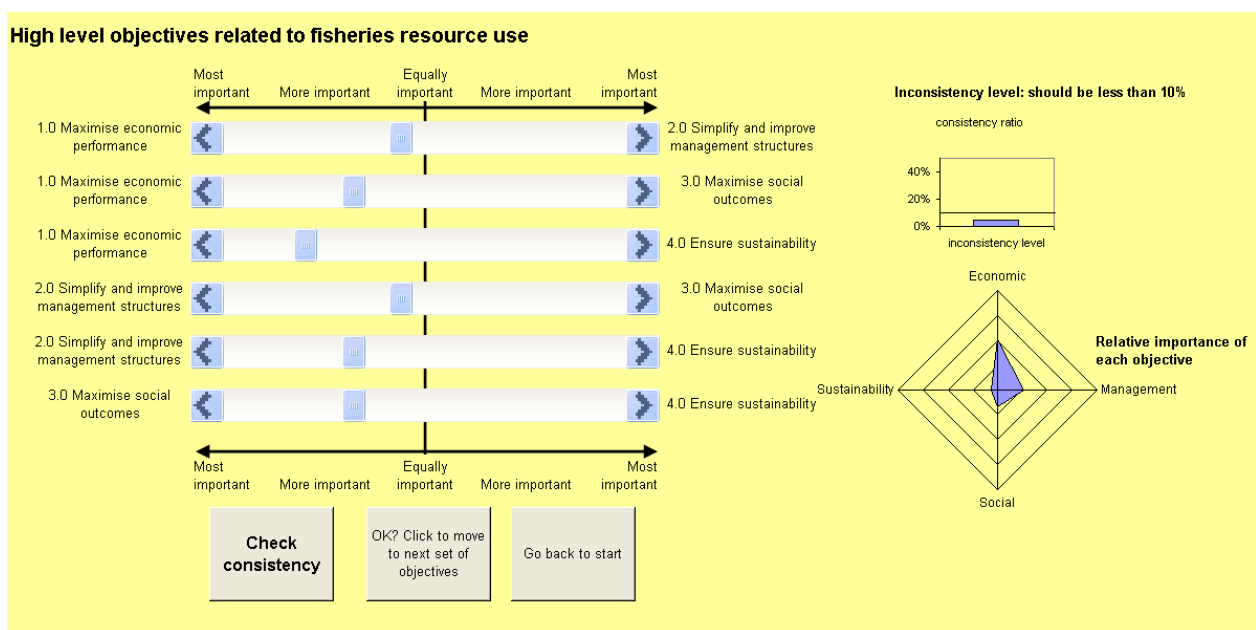 High level objectives related to fisheries resource use
Most
important
More important
Equally
important
More important
Most
important
1.0 Maximise economic
performance
2.0 Simplify and improve
management structures
1.0 Maximise economic
performance
3.0 Maximise social
outcomes
1.0 Maximise economic
performance
4.0 Ensure sustainability
2.0 Simplify and improve
management structures
3.0 Maximise social
outcomes
2.0 Simplify and improve
management structures
4.0 Ensure sustainability
3.0 Maximise social
outcomes
4.0 Ensure sustainability
Most
important
More important
Equally
important
More important
Most
important
Check
consistency
OK? Click to move
to next set of
objectives
Go back to start
Inconsistency level: should be less than 10%
consistency ratio
40%
20%
0%
inconsistency level
Economic
Relative importance of
each objective
Sustainability
Management
Social